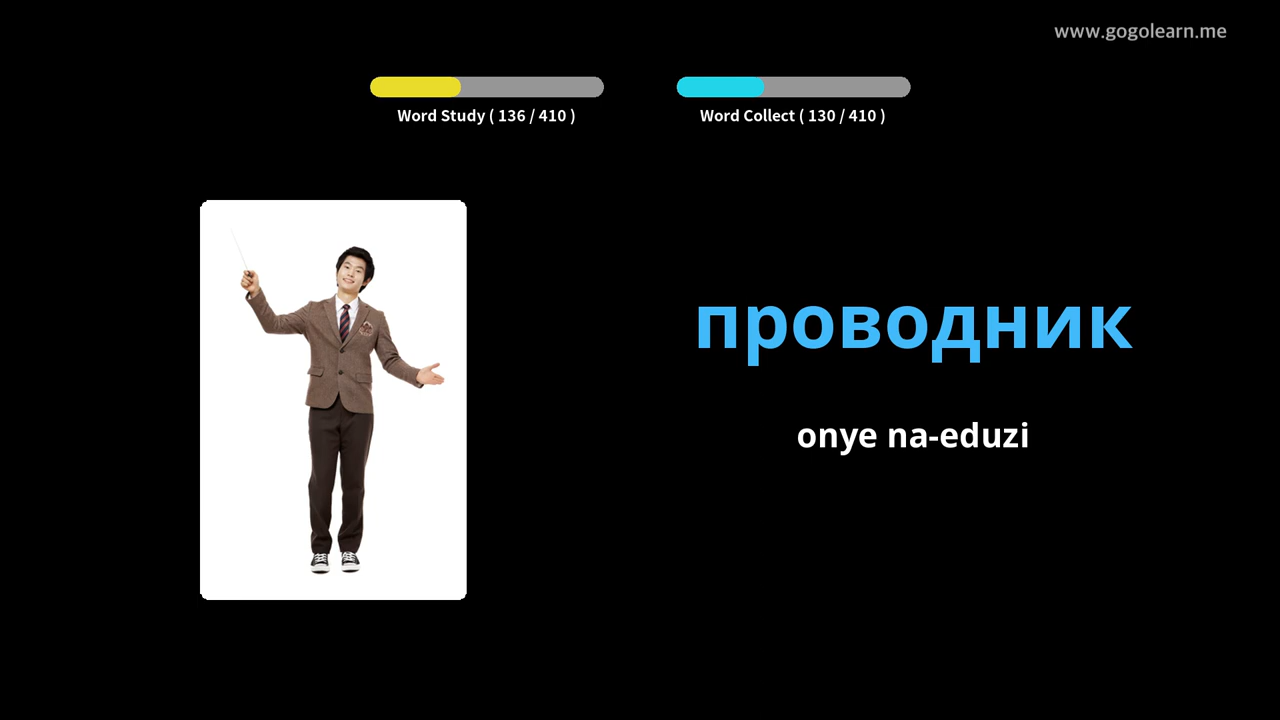 www.gogolearn.me
Word Study ( 136 / 410 )
Word Collect ( 130 / 410 )
проводник
onye na-eduzi